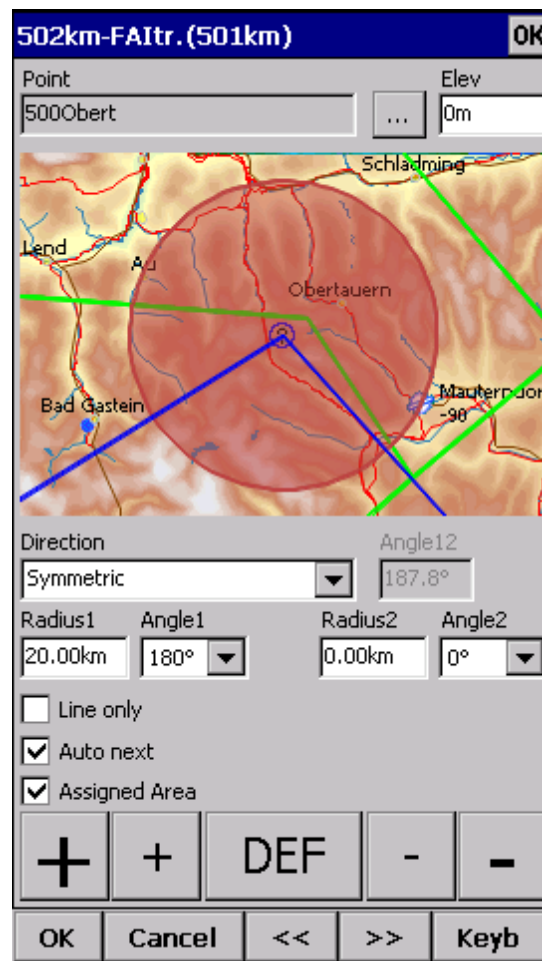 502km-FAItr.(501km) OK
Point Elev
500Obert ... 0m
Schladming
Lend
Au
Obertauern
Bad Gastein
Mauterndor
-90
Direction Angle12
Symmetric 187.8°
Radius1 Angle1 Radius2 Angle2
20.00km 180° 0.00km 0°
Line only
Auto next
Assigned Area
+ + DEF - -
OK Cancel << >> Keyb